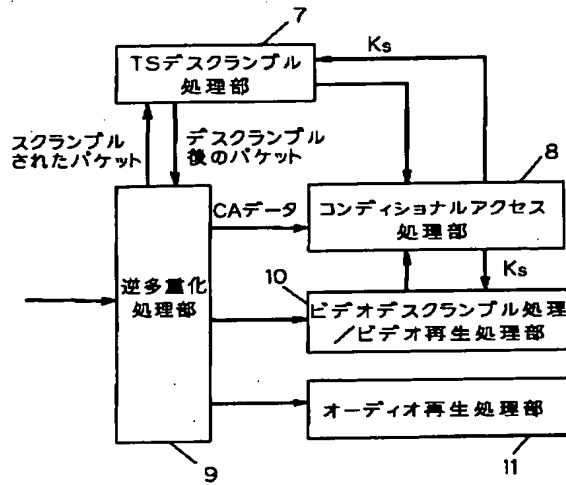 7
TSデスクランブル
処理部
Ks
スクランブル
されたパケット
デスクランブル
後のパケット
8
CAデータ
コンディショナルアクセス
処理部
逆多重化
処理部
10
Ks
ビデオデスクランブル処理
／ビデオ再生処理部
オーディオ再生処理部
9
11